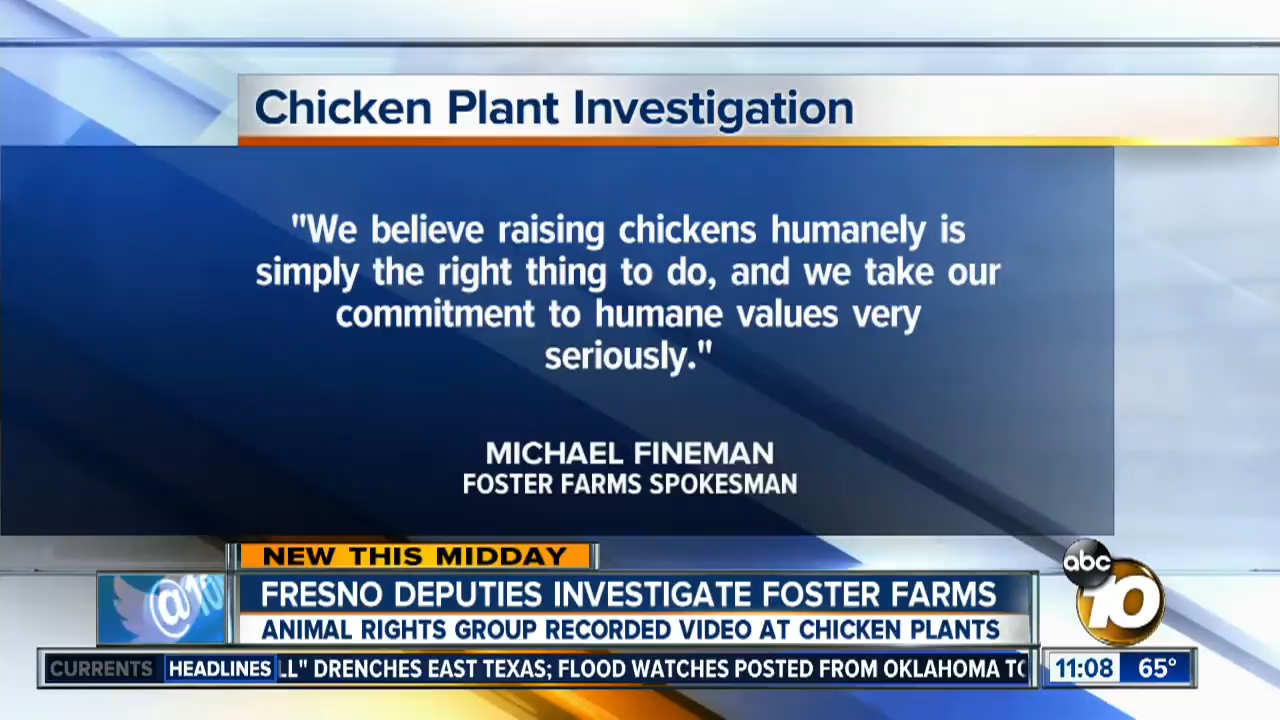 Chicken Plant Investigation
"We believe raising chickens humanely is
simply the right thing to do, and we take our
commitment to humane values very
seriously."
MICHAEL FINEMAN
FOSTER FARMS SPOKESMAN
NEW THIS MIDDAY
@10
FRESNO DEPUTIES INVESTIGATE FOSTER FARMS
ANIMAL RIGHTS GROUP RECORDED VIDEO AT CHICKEN PLANTS
abc
10
CURRENTS HEADLINES LL" DRENCHES EAST TEXAS; FLOOD WATCHES POSTED FROM OKLAHOMA TO
11:08 65°